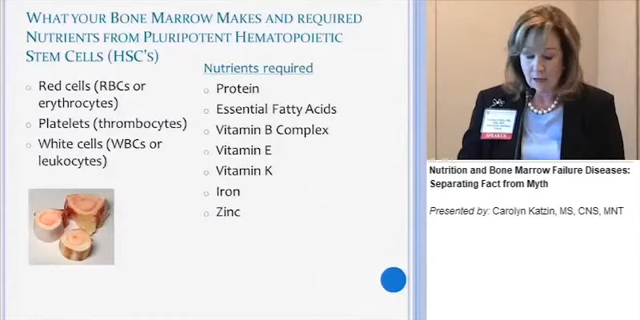 WHAT YOUR BONE MARROW MAKES AND REQUIRED
NUTRIENTS FROM PLURIPOTENT HEMATOPOIETIC
STEM CELLS (HSC'S)
Red cells (RBCs or
erythrocytes)
Platelets (thrombocytes)
White cells (WBCs or
leukocytes)
Nutrients required
Protein
Essential Fatty Acids
Vitamin B Complex
Vitamin E
Vitamin K
Iron
Zinc
SPEAKER
Nutrition and Bone Marrow Failure Diseases:
Separating Fact from Myth
Presented by: Carolyn Katzin, MS, CNS, MNT